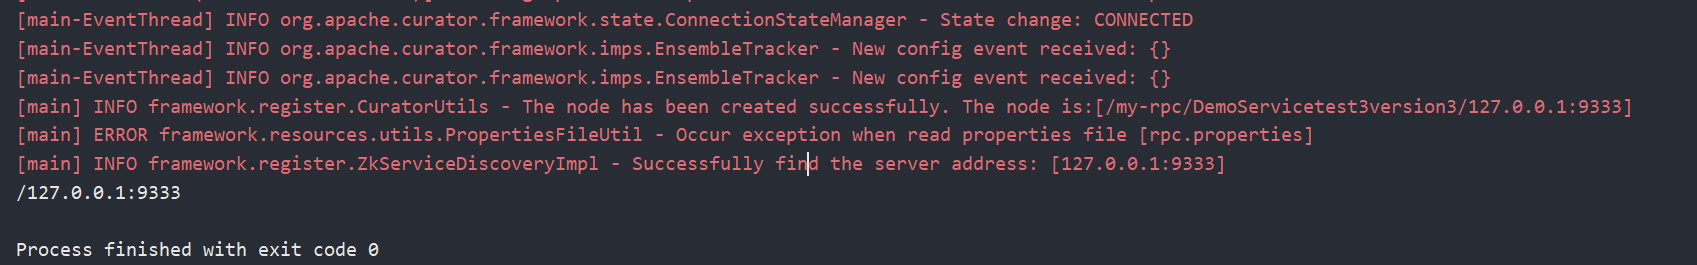 [main-EventThread] INFO org.apache.curator.framework.state.ConnectionStateManager - State change: CONNECTED
[main-EventThread] INFO org.apache.curator.framework.imps.EnsembleTracker - New config event received: {}
[main-EventThread] INFO org.apache.curator.framework.imps.EnsembleTracker - New config event received: {}
[main] INFO framework.register.CuratorUtils - The node has been created successfully. The node is:[/my-rpc/DemoServicetest3version3/127.0.0.1:9333]
[main] ERROR framework.resources.utils.PropertiesFileUtil - Occur exception when read properties file [rpc.properties]
[main] INFO framework.register.ZkServiceDiscoveryImpl - Successfully find the server address: [127.0.0.1:9333]
/127.0.0.1:9333
Process finished with exit code 0